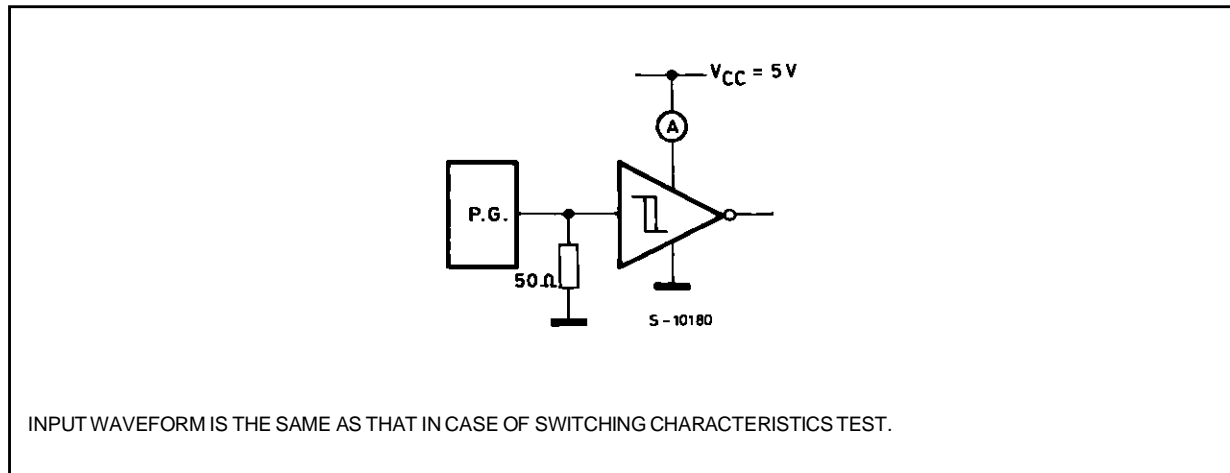 VCC = 5 V
A
P.G.
50 Ω
S-10180
INPUT WAVEFORM IS THE SAME AS THAT IN CASE OF SWITCHING CHARACTERISTICS TEST.